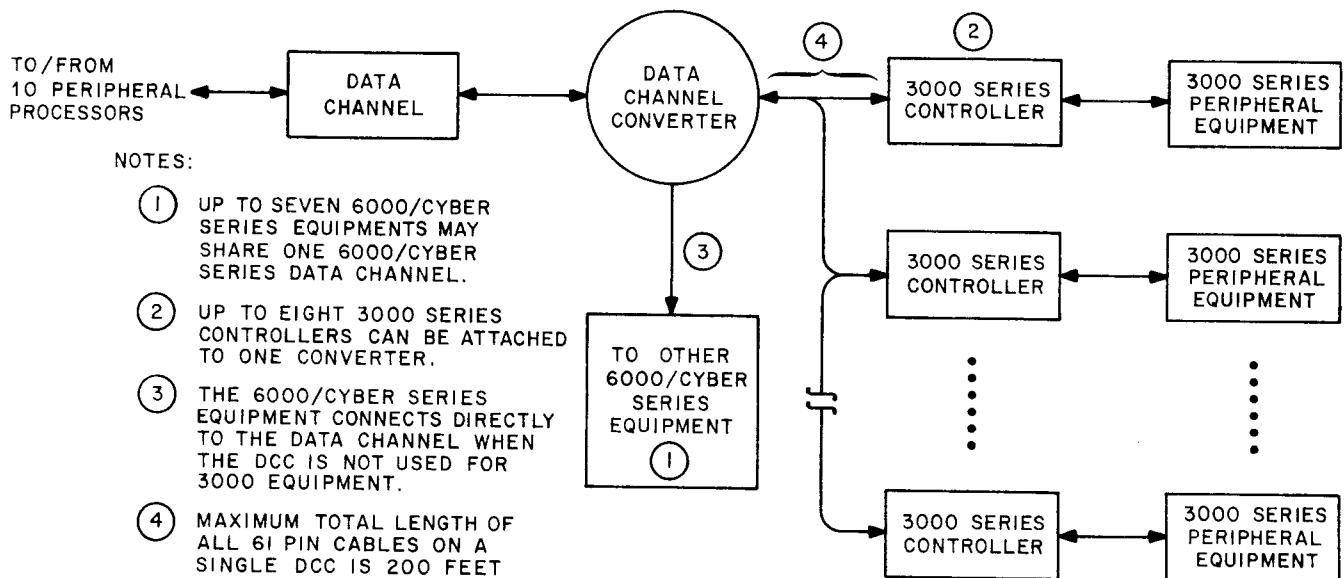 TO/FROM
10 PERIPHERAL
PROCESSORS
DATA
CHANNEL
DATA
CHANNEL
CONVERTER
4
2
3000 SERIES
CONTROLLER
3000 SERIES
PERIPHERAL
EQUIPMENT
NOTES:
1 UP TO SEVEN 6000/CYBER
SERIES EQUIPMENTS MAY
SHARE ONE 6000/CYBER
SERIES DATA CHANNEL.
2 UP TO EIGHT 3000 SERIES
CONTROLLERS CAN BE ATTACHED
TO ONE CONVERTER.
3 THE 6000/CYBER SERIES
EQUIPMENT CONNECTS DIRECTLY
TO THE DATA CHANNEL WHEN
THE DCC IS NOT USED FOR
3000 EQUIPMENT.
4 MAXIMUM TOTAL LENGTH OF
ALL 61 PIN CABLES ON A
SINGLE DCC IS 200 FEET
3
TO OTHER
6000/CYBER
SERIES
EQUIPMENT
1
3000 SERIES
CONTROLLER
3000 SERIES
PERIPHERAL
EQUIPMENT
3000 SERIES
CONTROLLER
3000 SERIES
PERIPHERAL
EQUIPMENT